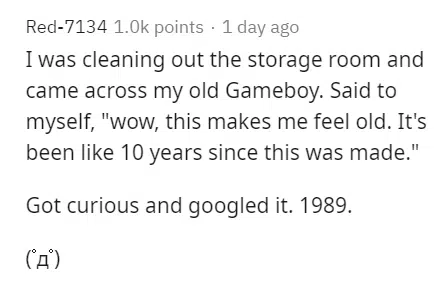 Red-7134 1.0k points · 1 day ago
I was cleaning out the storage room and
came across my old Gameboy. Said to
myself, "wow, this makes me feel old. It's
been like 10 years since this was made."
Got curious and googled it. 1989.
(ﾟдﾟ)